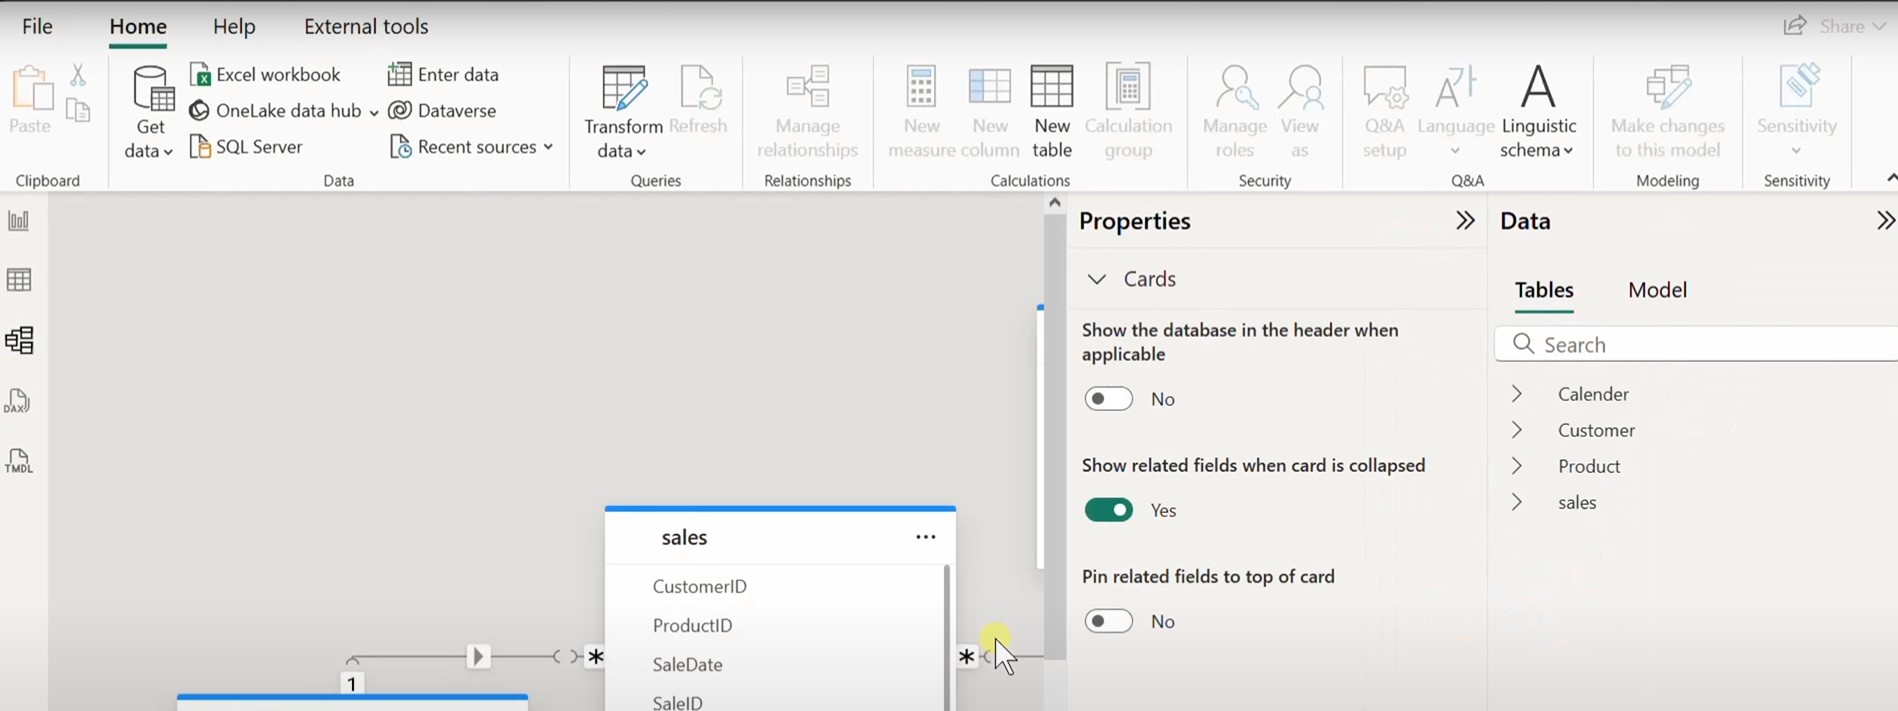 File Home Help External tools Share
Paste
Clipboard
Get
data
Excel workbook
OneLake data hub
SQL Server
Enter data
Dataverse
Recent sources
Data
Transform
data
Refresh
Queries
Manage
relationships
Relationships
New
measure
New
column
New
table
Calculation
group
Calculations
Manage
roles
View
as
Security
Q&A
setup
Language
Linguistic
schema
Q&A
Make changes
to this model
Modeling
Sensitivity
Sensitivity
DAX
TMDL
sales
CustomerID
ProductID
SaleDate
SaleID
1
*
*
Properties
Cards
Show the database in the header when
applicable
No
Show related fields when card is collapsed
Yes
Pin related fields to top of card
No
Data
Tables Model
Search
Calender
Customer
Product
sales